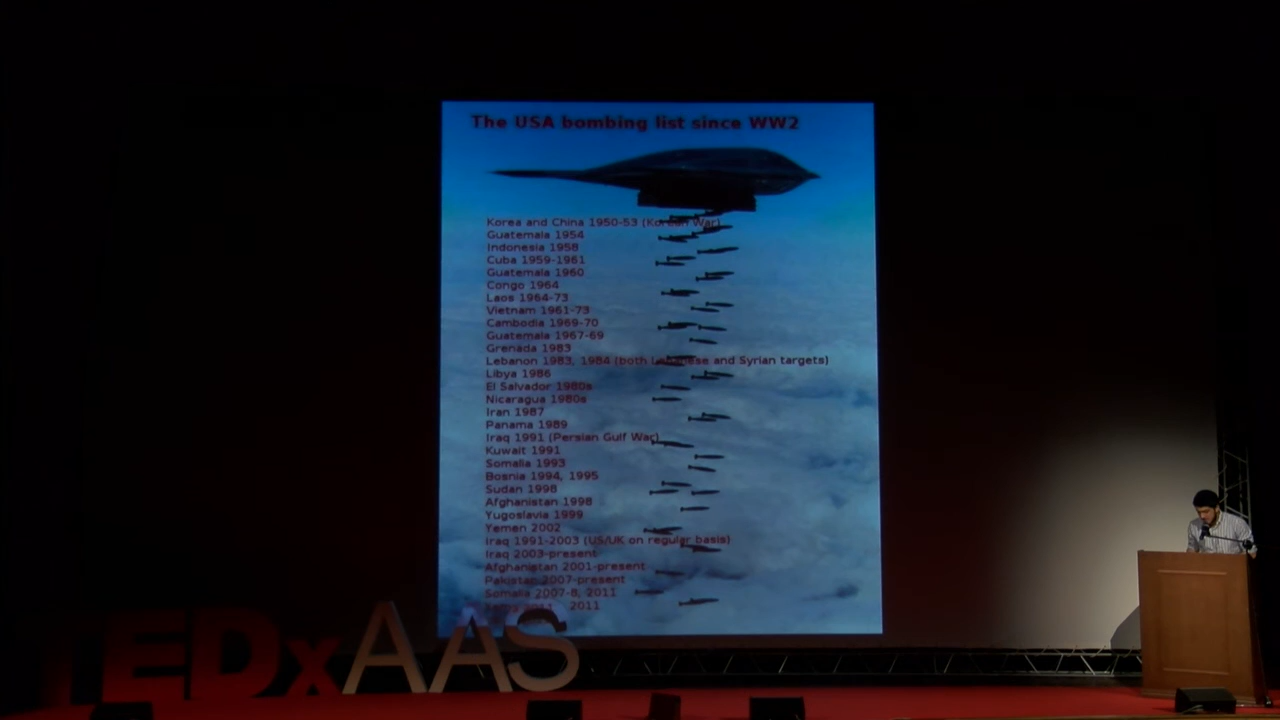 The USA bombing list since WW2
Korea and China 1950-53 (Korean War)
Guatemala 1954
Indonesia 1958
Cuba 1959-1961
Guatemala 1960
Congo 1964
Laos 1964-73
Vietnam 1961-73
Cambodia 1969-70
Guatemala 1967-69
Grenada 1983
Lebanon 1983, 1984 (both Lebanese and Syrian targets)
Libya 1986
El Salvador 1980s
Nicaragua 1980s
Iran 1987
Panama 1989
Iraq 1991 (Persian Gulf War)
Kuwait 1991
Somalia 1993
Bosnia 1994, 1995
Sudan 1998
Afghanistan 1998
Yugoslavia 1999
Yemen 2002
Iraq 1991-2003 (US/UK on regular basis)
Iraq 2003-present
Afghanistan 2001-present
Pakistan 2007-present
Somalia 2007-8, 2011
2011
TEDxAAS